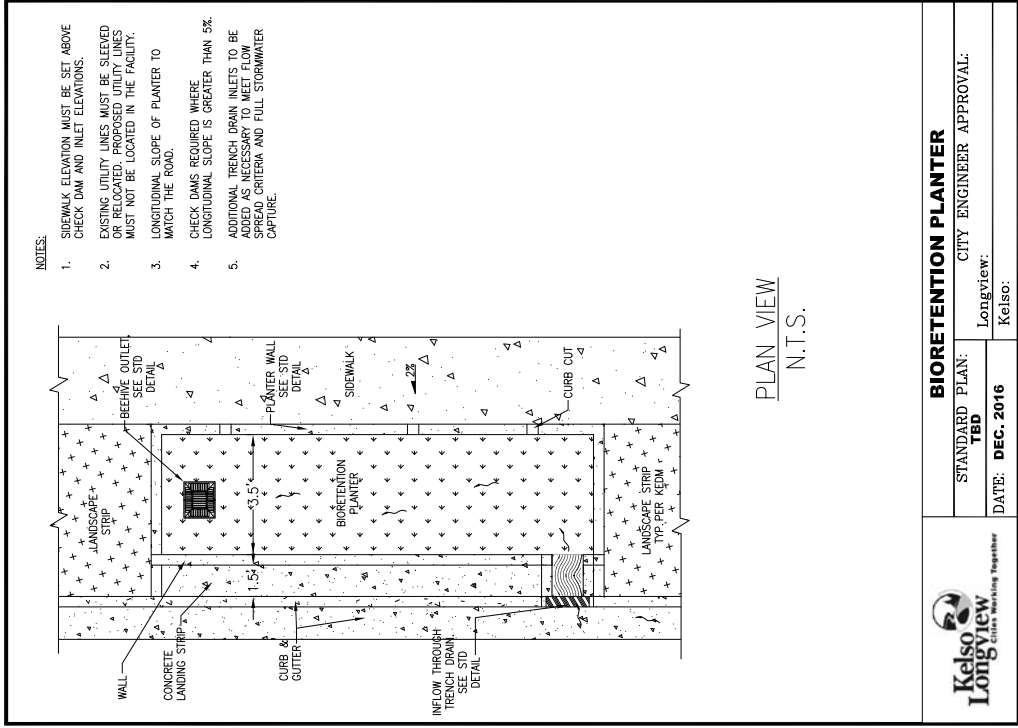 NOTES:
1. SIDEWALK ELEVATION MUST BE SET ABOVE
CHECK DAM AND INLET ELEVATIONS.
2. EXISTING UTILITY LINES MUST BE SLEEVED
OR RELOCATED. PROPOSED UTILITY LINES
MUST NOT BE LOCATED IN THE FACILITY.
3. LONGITUDINAL SLOPE OF PLANTER TO
MATCH THE ROAD.
4. CHECK DAMS REQUIRED WHERE
LONGITUDINAL SLOPE IS GREATER THAN 5%.
5. ADDITIONAL TRENCH DRAIN INLETS TO BE
ADDED AS NECESSARY TO MEET FLOW
SPREAD CRITERIA AND FULL STORMWATER
CAPTURE.
BEEHIVE OUTLET,
SEE STD
DETAIL
PLANTER WALL
SEE STD
DETAIL
SIDEWALK
2%
CURB CUT
LANDSCAPE
STRIP
3.5'
BIORETENTION
PLANTER
LANDSCAPE STRIP
TYP. PER KEDM
1.5'
WALL
CONCRETE
LANDING STRIP
CURB &
GUTTER
INFLOW THROUGH
TRENCH DRAIN.
SEE STD
DETAIL
PLAN VIEW
N.T.S.
Kelso
Longview
Cities Working Together
BIORETENTION PLANTER
STANDARD PLAN:
TBD
DATE: DEC. 2016
CITY ENGINEER APPROVAL:
Longview:
Kelso: